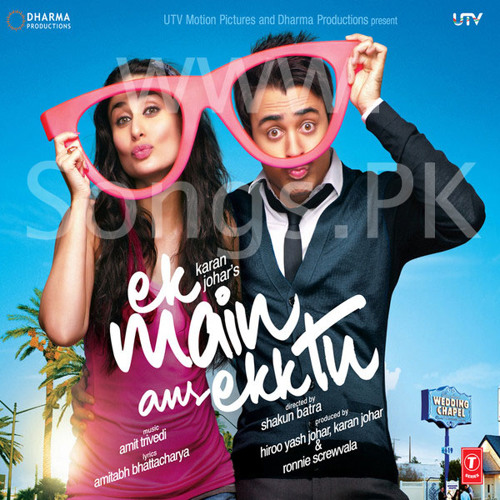 DHARMA
PRODUCTIONS
UTV Motion Pictures and Dharma Productions present
UTV
www
Songs.PK
karan
johar's
ek
main
aur ekk tu
directed by
shakun batra
produced by
hiroo yash johar, karan johar
&
ronnie screwvala
music
amit trivedi
lyrics
amitabh bhattacharya
WEDDING
CHAPEL
T
SERIES